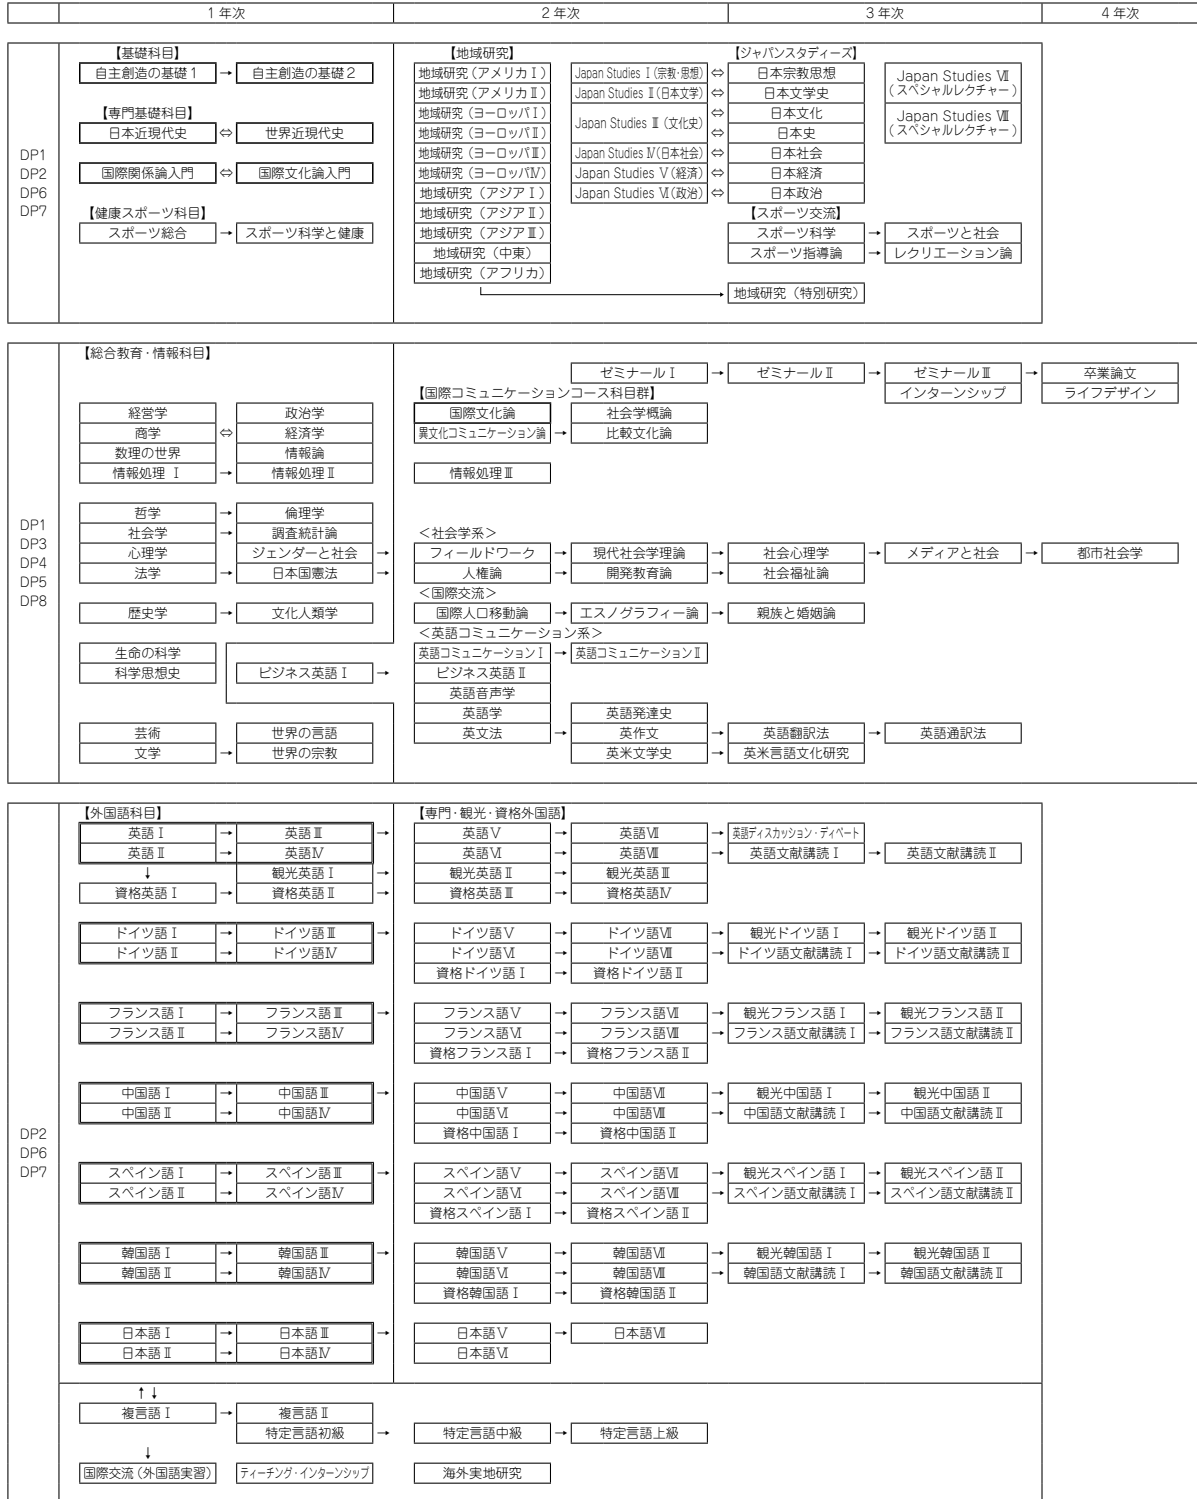 1年次 2年次 3年次 4年次
【基礎科目】 【地域研究】 【ジャパンスタディーズ】
自主創造の基礎1 → 自主創造の基礎2 地域研究（アメリカⅠ） Japan Studies Ⅰ（宗教・思想） ⇔ 日本宗教思想 Japan Studies Ⅶ
地域研究（アメリカⅡ） Japan Studies Ⅱ（日本文学） ⇔ 日本文学史 （スペシャルレクチャー）
【専門基礎科目】 地域研究（ヨーロッパⅠ） Japan Studies Ⅲ（文化史） ⇔ 日本文化 Japan Studies Ⅷ
日本近現代史 ⇔ 世界近現代史 地域研究（ヨーロッパⅡ） ⇔ 日本史 （スペシャルレクチャー）
DP1 地域研究（ヨーロッパⅢ） Japan Studies Ⅳ（日本社会） ⇔ 日本社会
DP2 国際関係論入門 ⇔ 国際文化論入門 地域研究（ヨーロッパⅣ） Japan Studies Ⅴ（経済） ⇔ 日本経済
DP6 地域研究（アジアⅠ） Japan Studies Ⅵ（政治） ⇔ 日本政治
DP7 【健康スポーツ科目】 地域研究（アジアⅡ） 【スポーツ交流】
スポーツ総合 → スポーツ科学と健康 地域研究（アジアⅢ） スポーツ科学 → スポーツと社会
地域研究（中東） スポーツ指導論 → レクリエーション論
地域研究（アフリカ）
→ 地域研究（特別研究）
【総合教育・情報科目】
ゼミナールⅠ → ゼミナールⅡ → ゼミナールⅢ → 卒業論文
【国際コミュニケーションコース科目群】 インターンシップ ライフデザイン
経営学 政治学 国際文化論 社会学概論
商学 ⇔ 経済学 異文化コミュニケーション論 → 比較文化論
数理の世界 情報論
情報処理 Ⅰ → 情報処理Ⅱ 情報処理Ⅲ
哲学 → 倫理学
DP1 社会学 → 調査統計論 ＜社会学系＞
DP3 心理学 ジェンダーと社会 → フィールドワーク → 現代社会学理論 → 社会心理学 → メディアと社会 → 都市社会学
DP4 法学 → 日本国憲法 → 人権論 → 開発教育論 → 社会福祉論
DP5 ＜国際交流＞
DP8 歴史学 → 文化人類学 国際人口移動論 → エスノグラフィー論 → 親族と婚姻論
＜英語コミュニケーション系＞
生命の科学 英語コミュニケーションⅠ → 英語コミュニケーションⅡ
科学思想史 ビジネス英語Ⅰ → ビジネス英語Ⅱ
英語音声学
英語学 英語発達史
芸術 世界の言語 英文法 → 英作文 → 英語翻訳法 → 英語通訳法
文学 → 世界の宗教 英米文学史 → 英米言語文化研究
【外国語科目】 【専門・観光・資格外国語】
英語Ⅰ → 英語Ⅲ → 英語Ⅴ → 英語Ⅶ → 英語ディスカッション・ディベート
英語Ⅱ → 英語Ⅳ 英語Ⅵ → 英語Ⅷ → 英語文献講読Ⅰ → 英語文献講読Ⅱ
↓ 観光英語Ⅰ → 観光英語Ⅱ → 観光英語Ⅲ
資格英語Ⅰ → 資格英語Ⅱ → 資格英語Ⅲ → 資格英語Ⅳ
ドイツ語Ⅰ → ドイツ語Ⅲ → ドイツ語Ⅴ → ドイツ語Ⅶ → 観光ドイツ語Ⅰ → 観光ドイツ語Ⅱ
ドイツ語Ⅱ → ドイツ語Ⅳ ドイツ語Ⅵ → ドイツ語Ⅷ → ドイツ語文献講読Ⅰ → ドイツ語文献講読Ⅱ
資格ドイツ語Ⅰ → 資格ドイツ語Ⅱ
フランス語Ⅰ → フランス語Ⅲ → フランス語Ⅴ → フランス語Ⅶ → 観光フランス語Ⅰ → 観光フランス語Ⅱ
フランス語Ⅱ → フランス語Ⅳ フランス語Ⅵ → フランス語Ⅷ → フランス語文献講読Ⅰ → フランス語文献講読Ⅱ
資格フランス語Ⅰ → 資格フランス語Ⅱ
中国語Ⅰ → 中国語Ⅲ → 中国語Ⅴ → 中国語Ⅶ → 観光中国語Ⅰ → 観光中国語Ⅱ
中国語Ⅱ → 中国語Ⅳ 中国語Ⅵ → 中国語Ⅷ → 中国語文献講読Ⅰ → 中国語文献講読Ⅱ
DP2 資格中国語Ⅰ → 資格中国語Ⅱ
DP6
DP7 スペイン語Ⅰ → スペイン語Ⅲ → スペイン語Ⅴ → スペイン語Ⅶ → 観光スペイン語Ⅰ → 観光スペイン語Ⅱ
スペイン語Ⅱ → スペイン語Ⅳ スペイン語Ⅵ → スペイン語Ⅷ → スペイン語文献講読Ⅰ → スペイン語文献講読Ⅱ
資格スペイン語Ⅰ → 資格スペイン語Ⅱ
韓国語Ⅰ → 韓国語Ⅲ → 韓国語Ⅴ → 韓国語Ⅶ → 観光韓国語Ⅰ → 観光韓国語Ⅱ
韓国語Ⅱ → 韓国語Ⅳ 韓国語Ⅵ → 韓国語Ⅷ → 韓国語文献講読Ⅰ → 韓国語文献講読Ⅱ
資格韓国語Ⅰ → 資格韓国語Ⅱ
日本語Ⅰ → 日本語Ⅲ → 日本語Ⅴ → 日本語Ⅶ
日本語Ⅱ → 日本語Ⅳ 日本語Ⅵ
↑↓
複言語Ⅰ → 複言語Ⅱ
特定言語初級 → 特定言語中級 → 特定言語上級
↓
国際交流（外国語実習） ティーチング・インターンシップ 海外実地研究